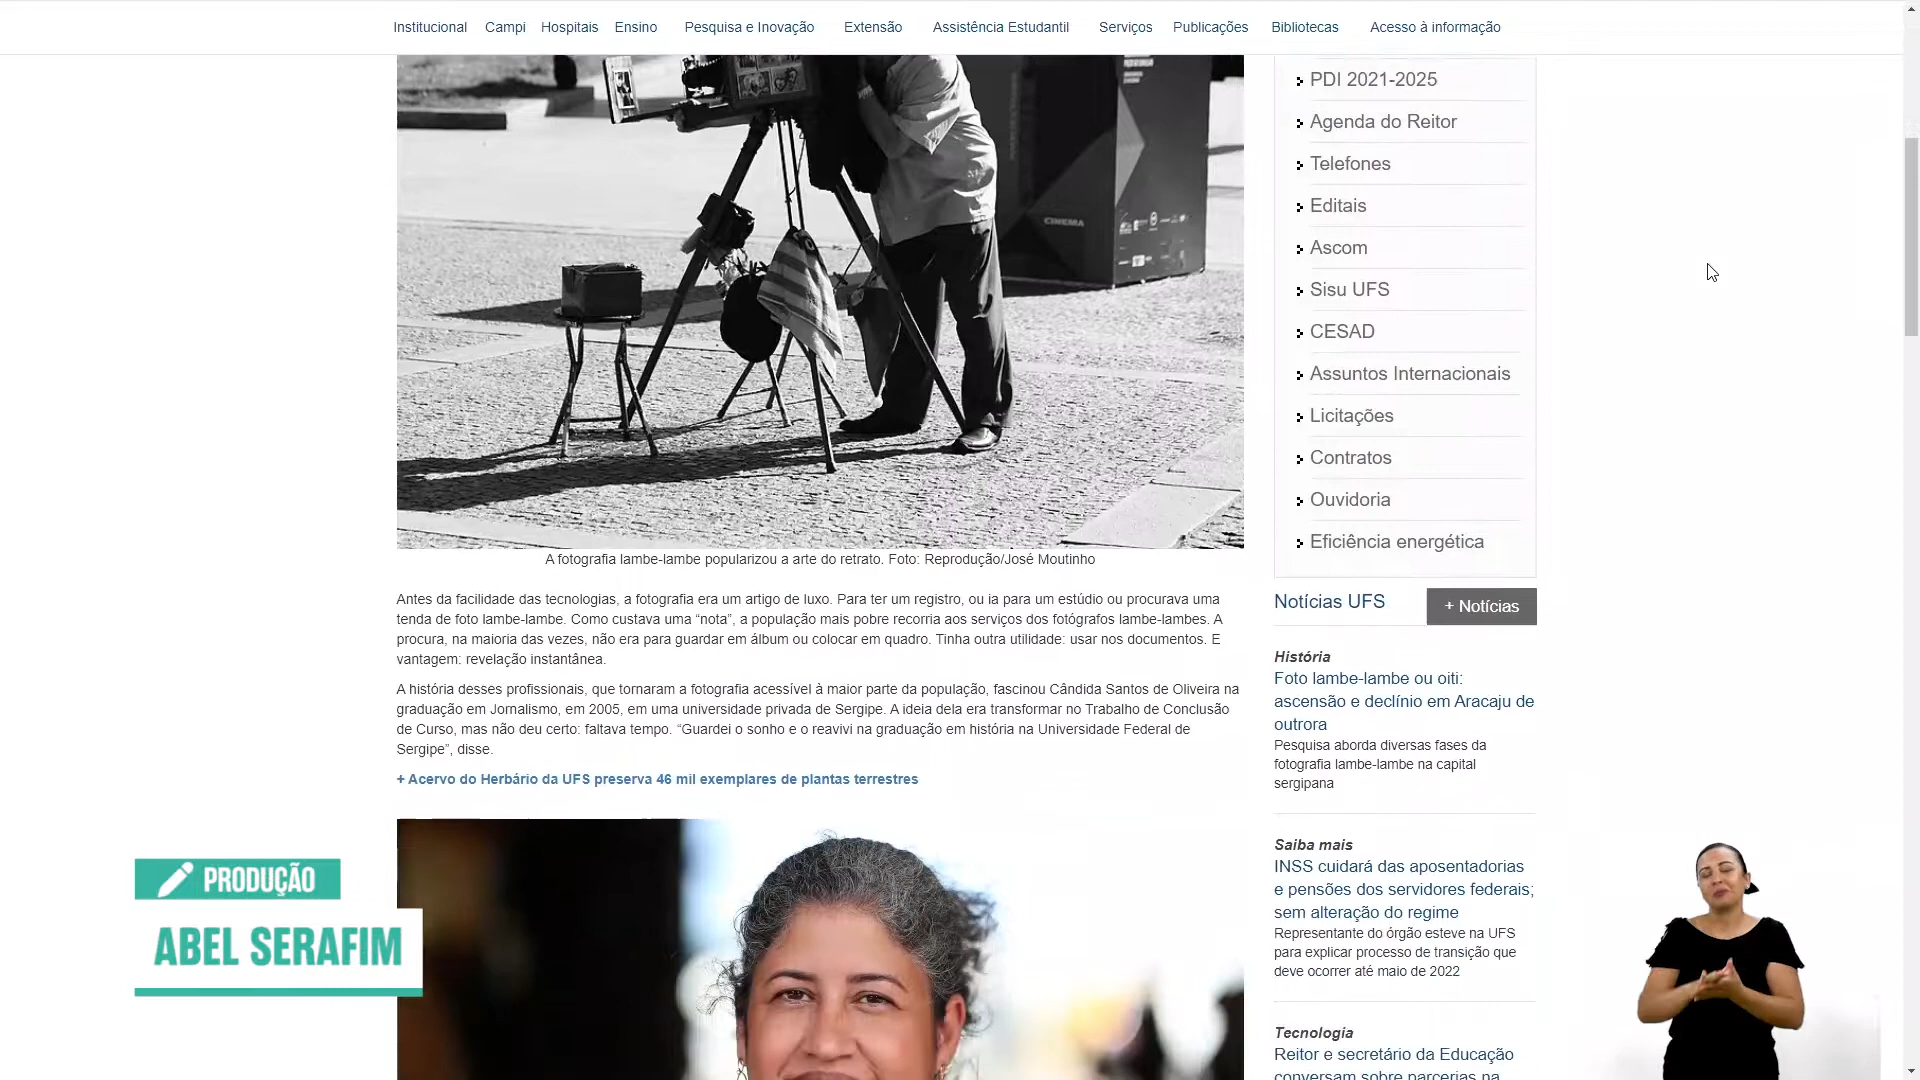 Institucional Campi Hospitais Ensino Pesquisa e Inovação Extensão Assistência Estudantil Serviços Publicações Bibliotecas Acesso à informação
CINEMA
A fotografia lambe-lambe popularizou a arte do retrato. Foto: Reprodução/José Moutinho
Antes da facilidade das tecnologias, a fotografia era um artigo de luxo. Para ter um registro, ou ia para um estúdio ou procurava uma
tenda de foto lambe-lambe. Como custava uma “nota”, a população mais pobre recorria aos serviços dos fotógrafos lambe-lambes. A
procura, na maioria das vezes, não era para guardar em álbum ou colocar em quadro. Tinha outra utilidade: usar nos documentos. E
vantagem: revelação instantânea.
A história desses profissionais, que tornaram a fotografia acessível à maior parte da população, fascinou Cândida Santos de Oliveira na
graduação em Jornalismo, em 2005, em uma universidade privada de Sergipe. A ideia dela era transformar no Trabalho de Conclusão
de Curso, mas não deu certo: faltava tempo. “Guardei o sonho e o reavivi na graduação em história na Universidade Federal de
Sergipe”, disse.
+ Acervo do Herbário da UFS preserva 46 mil exemplares de plantas terrestres
PRODUÇÃO
ABEL SERAFIM
PDI 2021-2025
Agenda do Reitor
Telefones
Editais
Ascom
Sisu UFS
CESAD
Assuntos Internacionais
Licitações
Contratos
Ouvidoria
Eficiência energética
Notícias UFS + Notícias
História
Foto lambe-lambe ou oiti:
ascensão e declínio em Aracaju de
outrora
Pesquisa aborda diversas fases da
fotografia lambe-lambe na capital
sergipana
Saiba mais
INSS cuidará das aposentadorias
e pensões dos servidores federais;
sem alteração do regime
Representante do órgão esteve na UFS
para explicar processo de transição que
deve ocorrer até maio de 2022
Tecnologia
Reitor e secretário da Educação
conversam sobre parcerias na